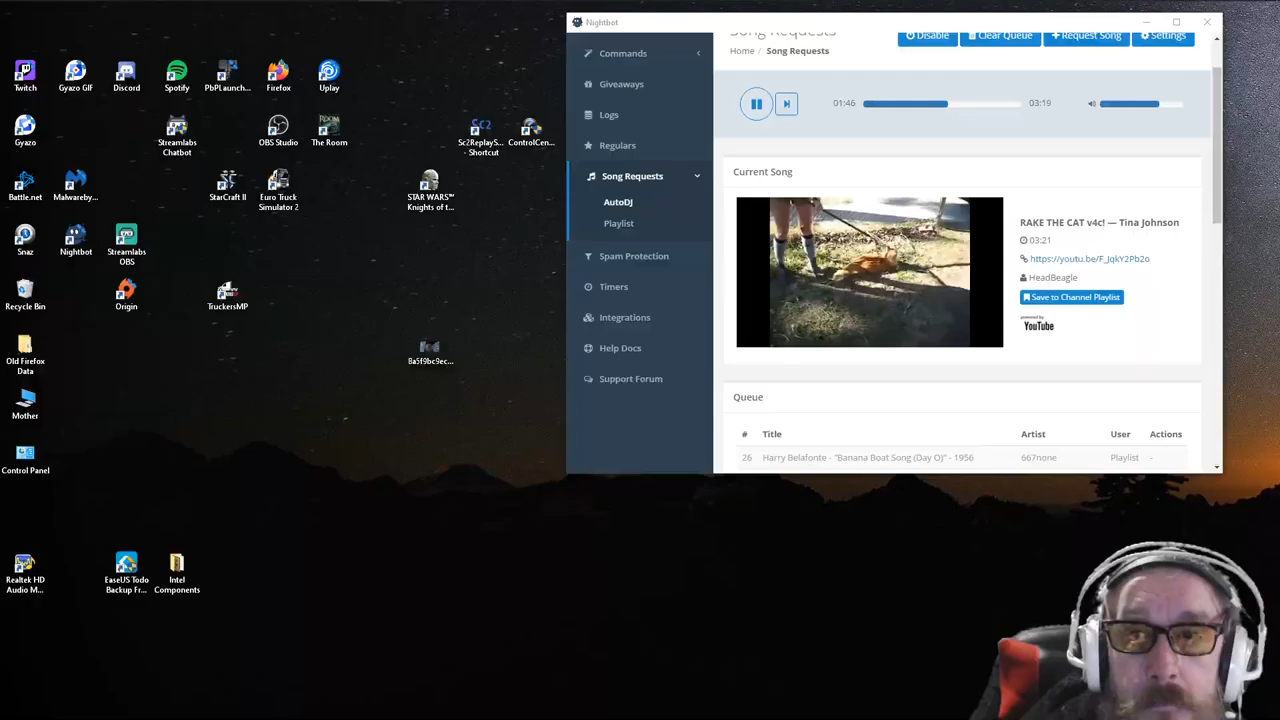 Twitch
Gyazo GIF
Discord
Spotify
PbPLaunch...
Firefox
Uplay
Gyazo
Streamlabs
Chatbot
OBS Studio
The Room
Sc2ReplayS...
- Shortcut
ControlCen...
Battle.net
Malwareby...
StarCraft II
Euro Truck
Simulator 2
STAR WARS™
Knights of t...
Snaz
Nightbot
Streamlabs
OBS
Recycle Bin
Origin
TruckersMP
Old Firefox
Data
8a5f9bc9ec...
Mother
Control Panel
Realtek HD
Audio M...
EaseUS Todo
Backup Fr...
Intel
Components
Nightbot
Commands
Giveaways
Logs
Regulars
Song Requests
AutoDJ
Playlist
Spam Protection
Timers
Integrations
Help Docs
Support Forum
Song Requests
Home / Song Requests
Disable
Clear Queue
Request Song
Settings
01:46
03:19
Current Song
RAKE THE CAT v4c! — Tina Johnson
03:21
https://youtu.be/F_JqkY2Pb2o
HeadBeagle
Save to Channel Playlist
powered by
YouTube
Queue
# Title Artist User Actions
26 Harry Belafonte - "Banana Boat Song (Day O)" - 1956 667none Playlist -